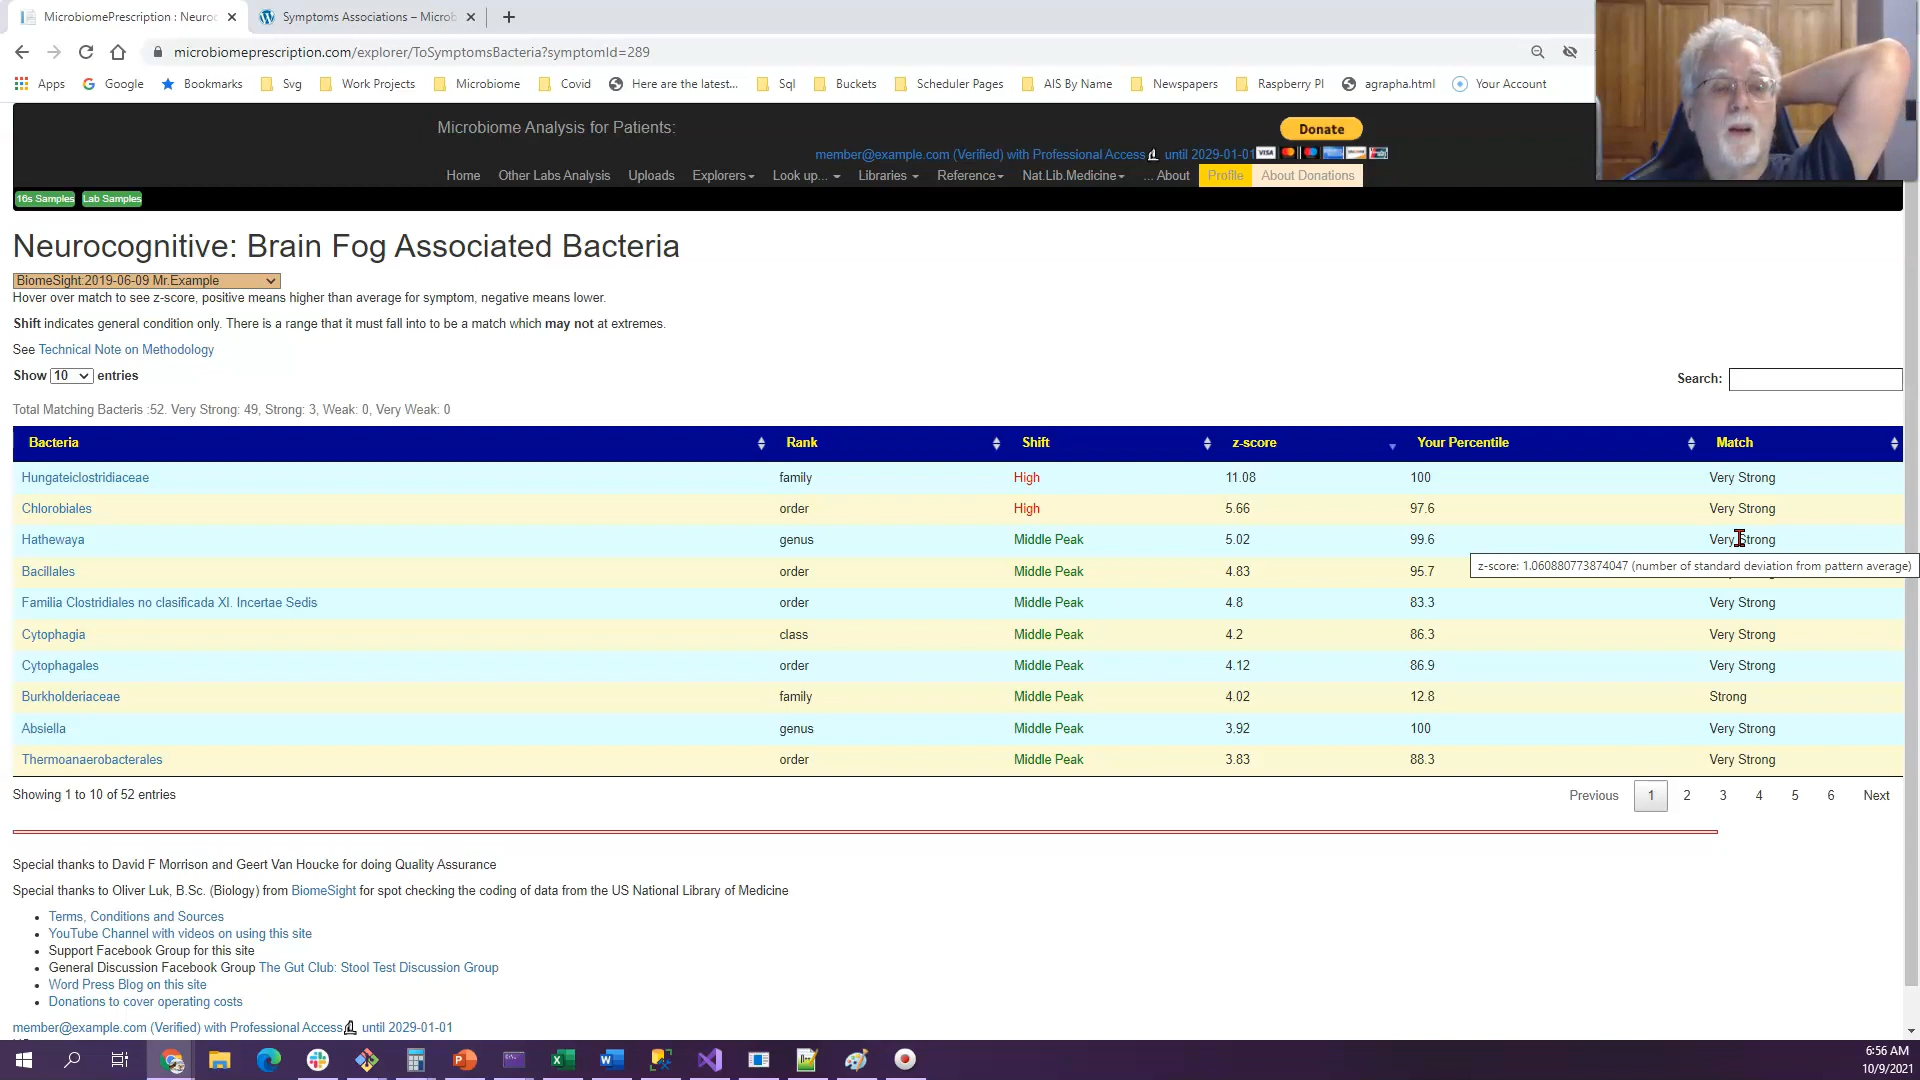 MicrobiomePrescription : Neuroc
Symptoms Associations – Microb
microbiomeprescription.com/explorer/ToSymptomsBacteria?symptomId=289
Apps Google Bookmarks Svg Work Projects Microbiome Covid Here are the latest... Sql Buckets Scheduler Pages AIS By Name Newspapers Raspberry PI agrapha.html Your Account
Microbiome Analysis for Patients:
Donate
member@example.com (Verified) with Professional Access until 2029-01-01
VISA
Home Other Labs Analysis Uploads Explorers Look up... Libraries Reference Nat.Lib.Medicine ... About Profile About Donations
16s Samples Lab Samples
Neurocognitive: Brain Fog Associated Bacteria
BiomeSight:2019-06-09 Mr.Example
Hover over match to see z-score, positive means higher than average for symptom, negative means lower.
Shift indicates general condition only. There is a range that it must fall into to be a match which may not at extremes.
See Technical Note on Methodology
Show 10 entries
Search:
Total Matching Bacteris :52. Very Strong: 49, Strong: 3, Weak: 0, Very Weak: 0
Bacteria Rank Shift z-score Your Percentile Match
Hungateiclostridiaceae family High 11.08 100 Very Strong
Chlorobiales order High 5.66 97.6 Very Strong
Hathewaya genus Middle Peak 5.02 99.6 Very Strong
Bacillales order Middle Peak 4.83 95.7
z-score: 1.060880773874047 (number of standard deviation from pattern average)
Familia Clostridiales no clasificada XI. Incertae Sedis order Middle Peak 4.8 83.3 Very Strong
Cytophagia class Middle Peak 4.2 86.3 Very Strong
Cytophagales order Middle Peak 4.12 86.9 Very Strong
Burkholderiaceae family Middle Peak 4.02 12.8 Strong
Absiella genus Middle Peak 3.92 100 Very Strong
Thermoanaerobacterales order Middle Peak 3.83 88.3 Very Strong
Showing 1 to 10 of 52 entries
Previous 1 2 3 4 5 6 Next
Special thanks to David F Morrison and Geert Van Houcke for doing Quality Assurance
Special thanks to Oliver Luk, B.Sc. (Biology) from BiomeSight for spot checking the coding of data from the US National Library of Medicine
Terms, Conditions and Sources
YouTube Channel with videos on using this site
Support Facebook Group for this site
General Discussion Facebook Group The Gut Club: Stool Test Discussion Group
Word Press Blog on this site
Donations to cover operating costs
member@example.com (Verified) with Professional Access until 2029-01-01
6:56 AM
10/9/2021